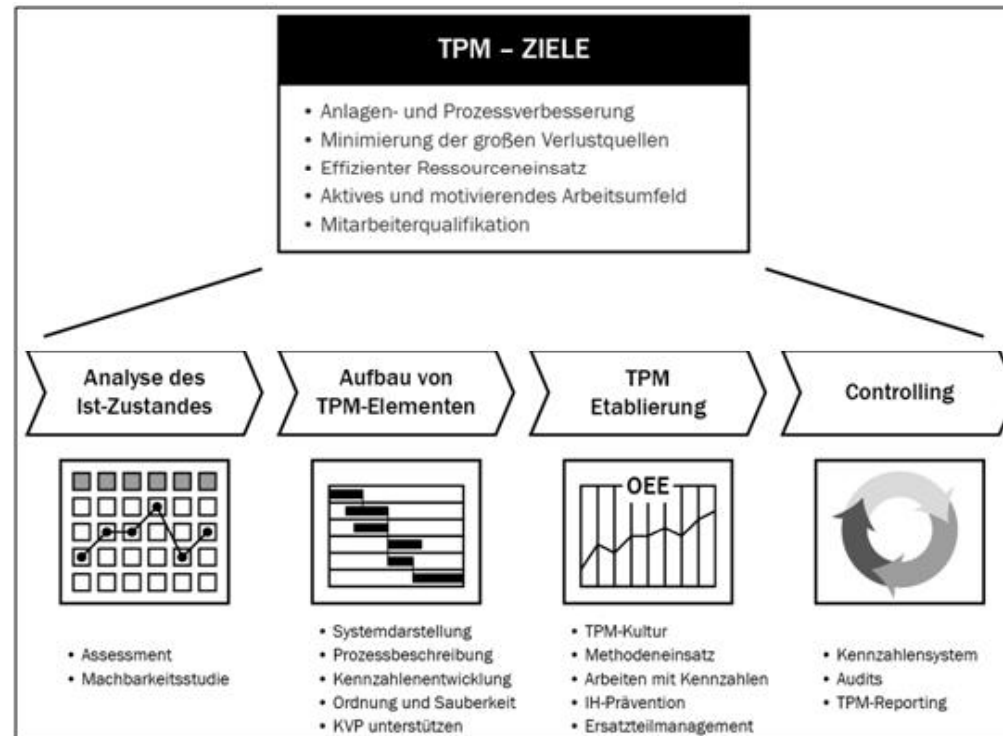 TPM – ZIELE
• Anlagen- und Prozessverbesserung
• Minimierung der großen Verlustquellen
• Effizienter Ressourceneinsatz
• Aktives und motivierendes Arbeitsumfeld
• Mitarbeiterqualifikation
Analyse des
Ist-Zustandes
Aufbau von
TPM-Elementen
TPM
Etablierung
Controlling
OEE
• Assessment
• Machbarkeitsstudie
• Systemdarstellung
• Prozessbeschreibung
• Kennzahlenentwicklung
• Ordnung und Sauberkeit
• KVP unterstützen
• TPM-Kultur
• Methodeneinsatz
• Arbeiten mit Kennzahlen
• IH-Prävention
• Ersatzteilmanagement
• Kennzahlensystem
• Audits
• TPM-Reporting